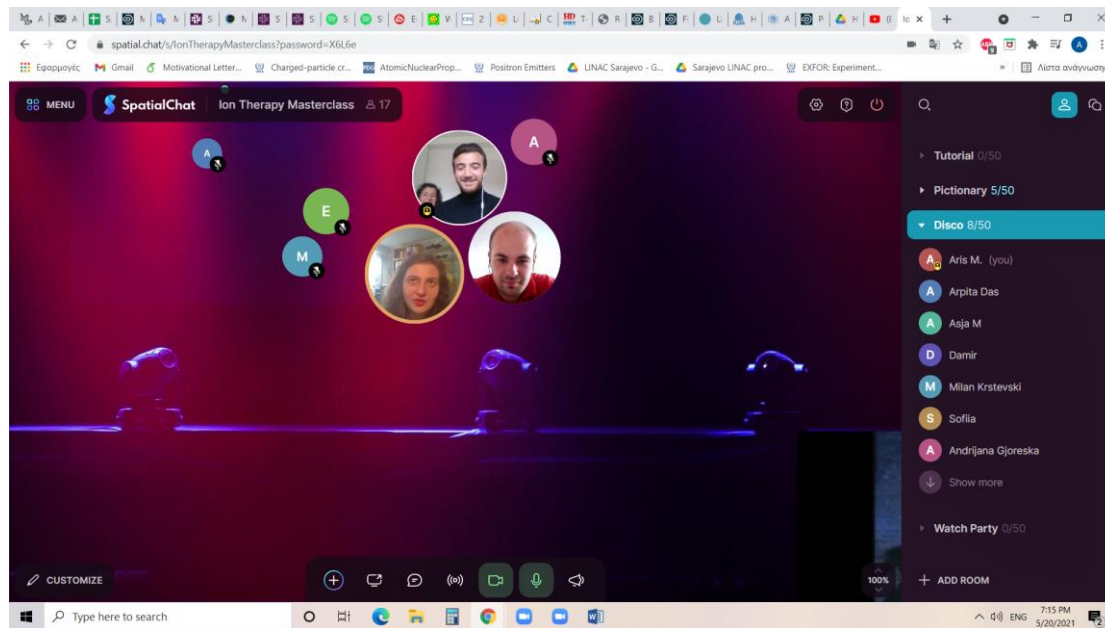 spatial.chat/s/IonTherapyMasterclass?password=X6L6e
Εφαρμογές
Gmail
Motivational Letter...
Charged-particle cr...
AtomicNuclearProp...
Positron Emitters
LINAC Sarajevo - G...
Sarajevo LINAC pro...
EXFOR: Experiment...
»
Λίστα ανάγνωσης
MENU
SpatialChat
Ion Therapy Masterclass
17
A
A
E
M
Tutorial 0/50
Pictionary 5/50
Disco 8/50
A Aris M. (you)
A Arpita Das
A Asja M
D Damir
M Milan Krstevski
S Sofiia
A Andrijana Gjoreska
Show more
Watch Party 0/50
CUSTOMIZE
100%
+ ADD ROOM
Type here to search
ENG
7:15 PM
5/20/2021